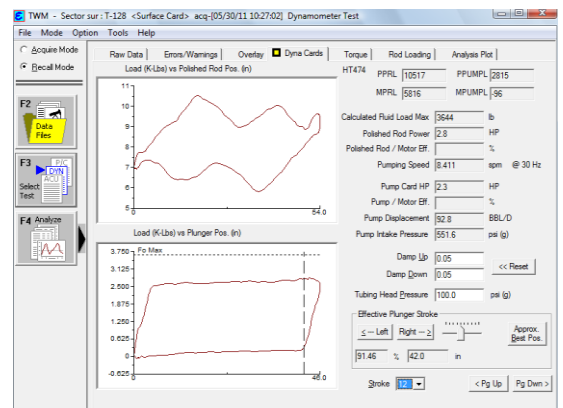 TWM - Sector sur : T-128 <Surface Card> acq-[05/30/11 10:27:02] Dynamometer Test
File Mode Option Tools Help
Acquire Mode
Recall Mode
F2
Data
Files
F3
P/C
DYN
ACU
Select
Test
F4 Analyze
Raw Data
Errors/Warnings
Overlay
Dyna Cards
Torque
Rod Loading
Analysis Plot
Load (K-Lbs) vs Polished Rod Pos. (in)
11
10
9
8
7
6
5
0
54.0
Load (K-Lbs) vs Plunger Pos. (in)
3.750
Fo Max
3.125
2.500
1.875
1.250
0.625
0
-0.625
0
46.0
HT474
PPRL 10517
PPUMPL 2815
MPRL 5816
MPUMPL -96
Calculated Fluid Load Max 3644 lb
Polished Rod Power 2.8 HP
Polished Rod / Motor Eff. %
Pumping Speed 8.411 spm @ 30 Hz
Pump Card HP 2.3 HP
Pump / Motor Eff. %
Pump Displacement 92.8 BBL/D
Pump Intake Pressure 551.6 psi (g)
Damp Up 0.05
Damp Down 0.05
<< Reset
Tubing Head Pressure 100.0 psi (g)
Effective Plunger Stroke
< -- Left
Right -- >
Approx.
Best Pos.
91.46 % 42.0 in
Stroke 12
< Pg Up
Pg Dwn >